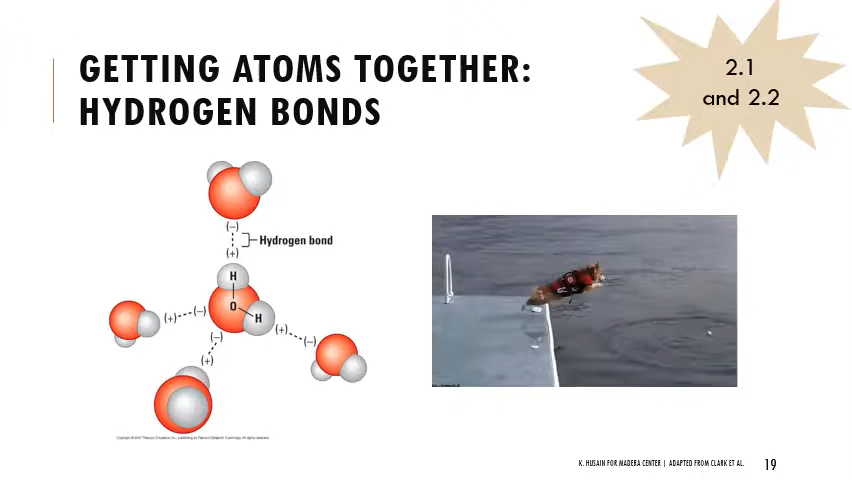 GETTING ATOMS TOGETHER:
HYDROGEN BONDS
2.1
and 2.2
(–)
Hydrogen bond
(+)
H
O
H
(+)
(–)
(–)
(+)
(+)
(–)
K. HUSAIN FOR MADERA CENTER | ADAPTED FROM CLARK ET AL.
19